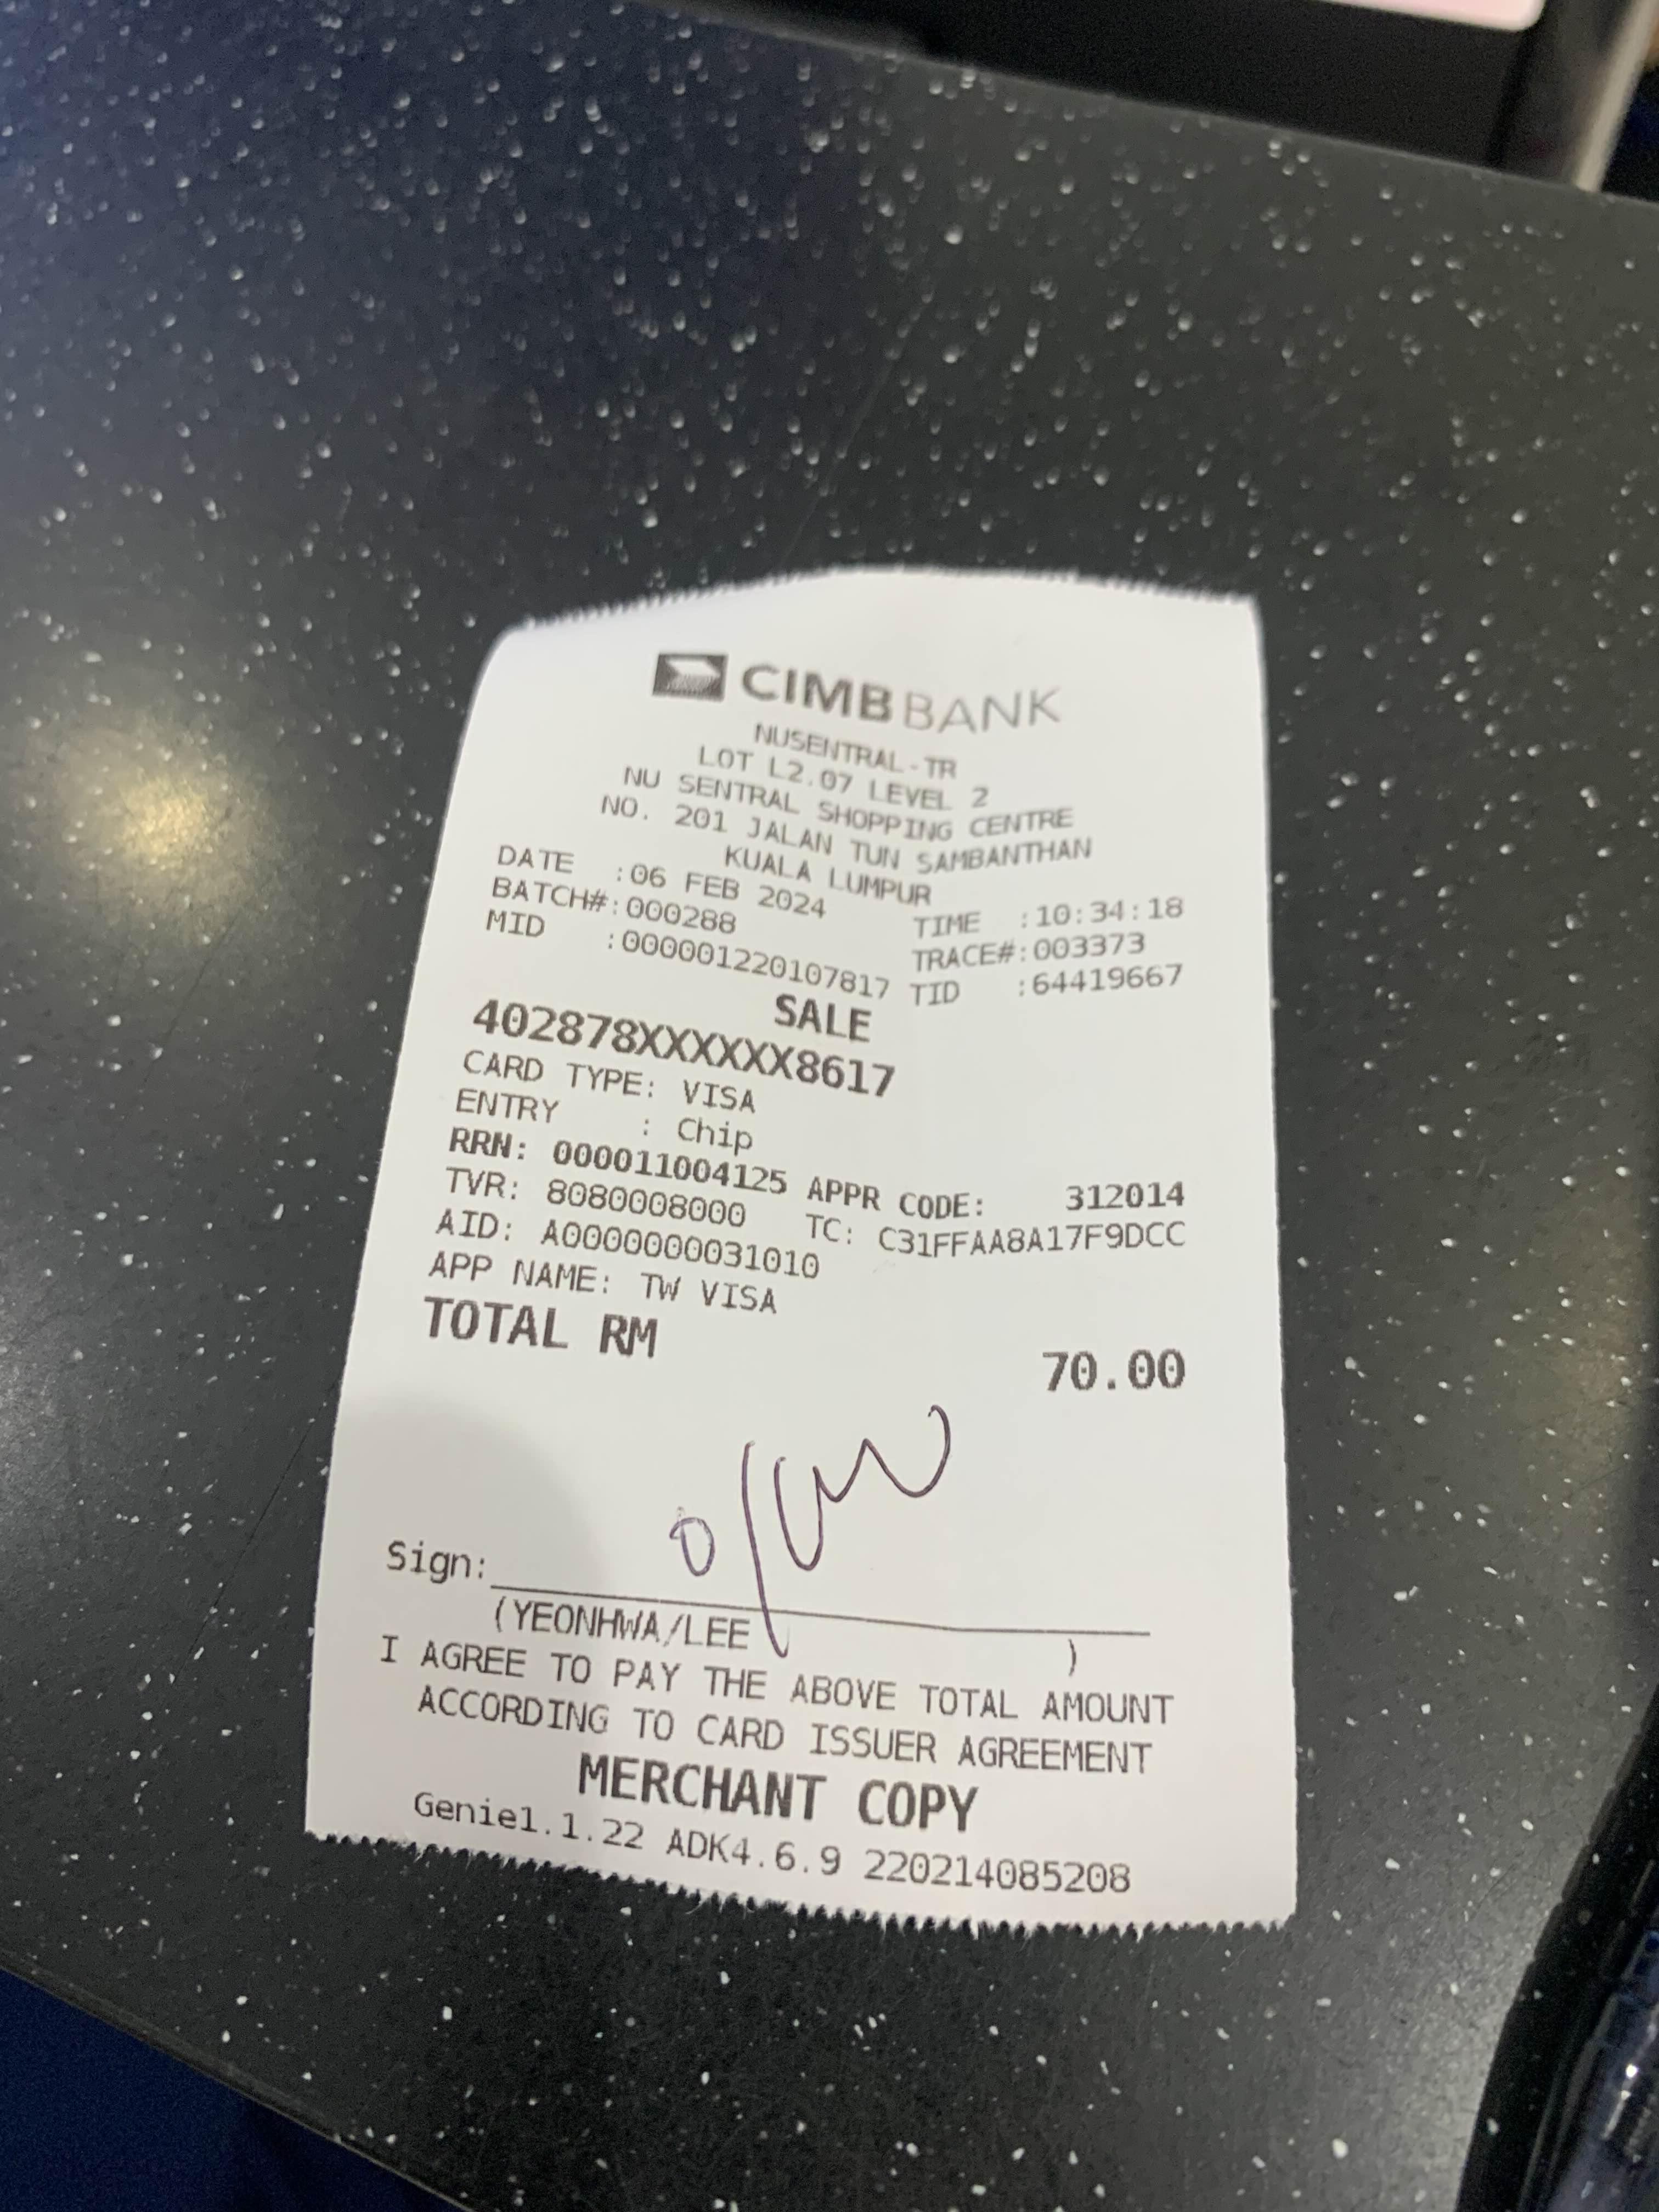 CIMB BANK
NUSENTRAL-TR
LOT L2.07 LEVEL 2
NU SENTRAL SHOPPING CENTRE
NO. 201 JALAN TUN SAMBANTHAN
KUALA LUMPUR
DATE :06 FEB 2024 TIME :10:34:18
BATCH#:000288 TRACE#:003373
MID :000001220107817 TID :64419667
SALE
402878XXXXXX8617
CARD TYPE: VISA
ENTRY : Chip
RRN: 000011004125 APPR CODE: 312014
TVR: 8080008000 TC: C31FFAA8A17F9DCC
AID: A0000000031010
APP NAME: TW VISA
TOTAL RM 70.00
Sign:
(YEONHWA/LEE )
I AGREE TO PAY THE ABOVE TOTAL AMOUNT
ACCORDING TO CARD ISSUER AGREEMENT
MERCHANT COPY
Genie1.1.22 ADK4.6.9 220214085208